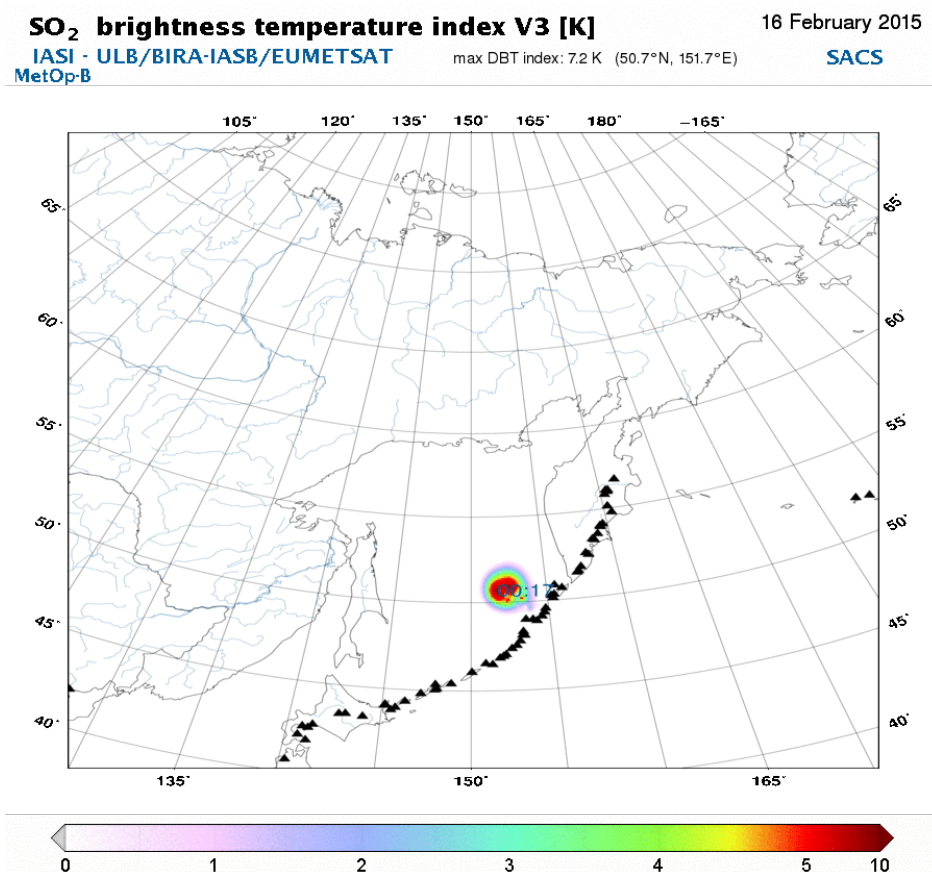 SO₂ brightness temperature index V3 [K]
16 February 2015
IASI - ULB/BIRA-IASB/EUMETSAT
max DBT index: 7.2 K (50.7°N, 151.7°E)
SACS
MetOp-B
105° 120° 135° 150° 165° 180° −165°
65° 65°
60° 60°
55° 55°
50° 50°
00:17
45° 45°
40° 40°
135° 150° 165°
0 1 2 3 4 5 10